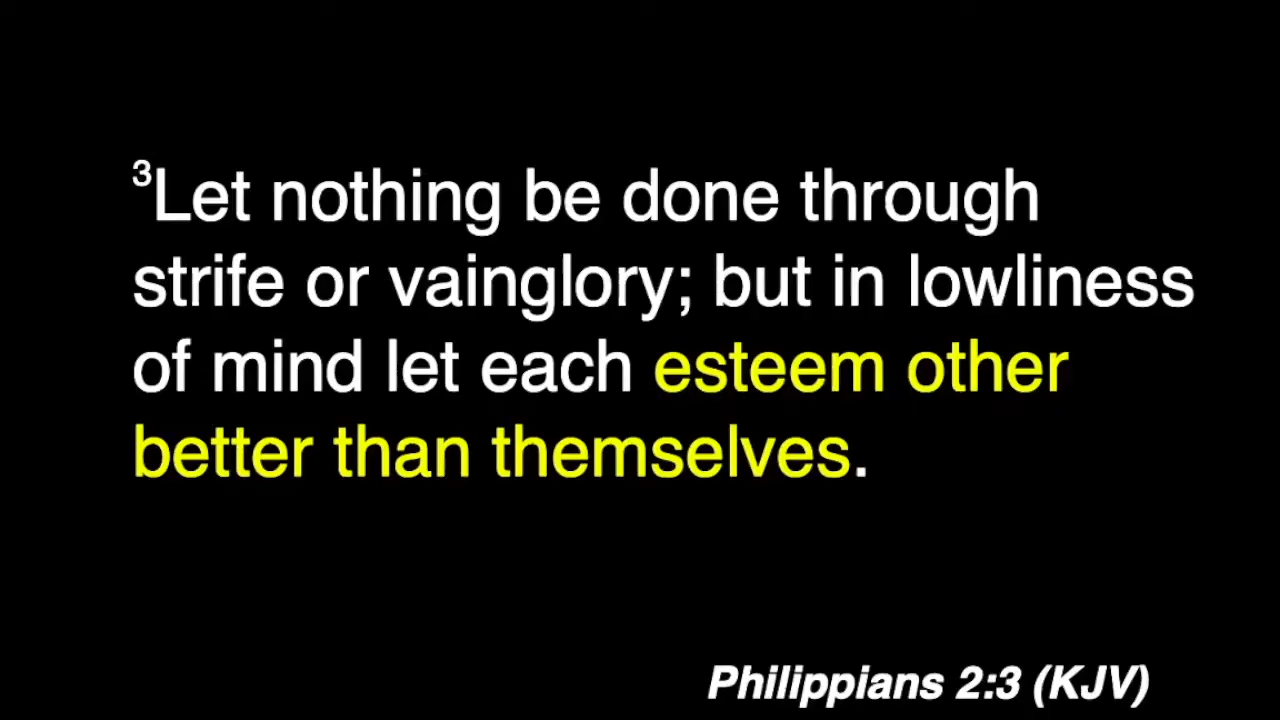 ³Let nothing be done through
strife or vainglory; but in lowliness
of mind let each esteem other
better than themselves.
Philippians 2:3 (KJV)